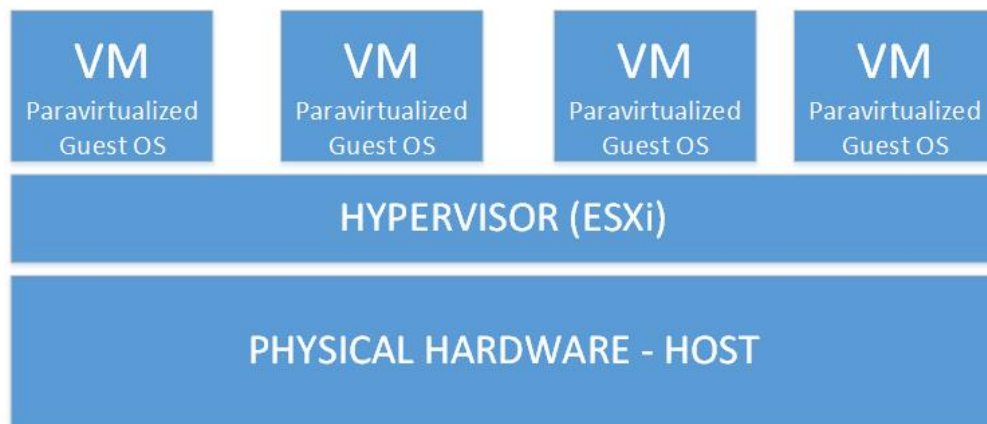 VM
Paravirtualized
Guest OS
VM
Paravirtualized
Guest OS
VM
Paravirtualized
Guest OS
VM
Paravirtualized
Guest OS
HYPERVISOR (ESXi)
PHYSICAL HARDWARE - HOST